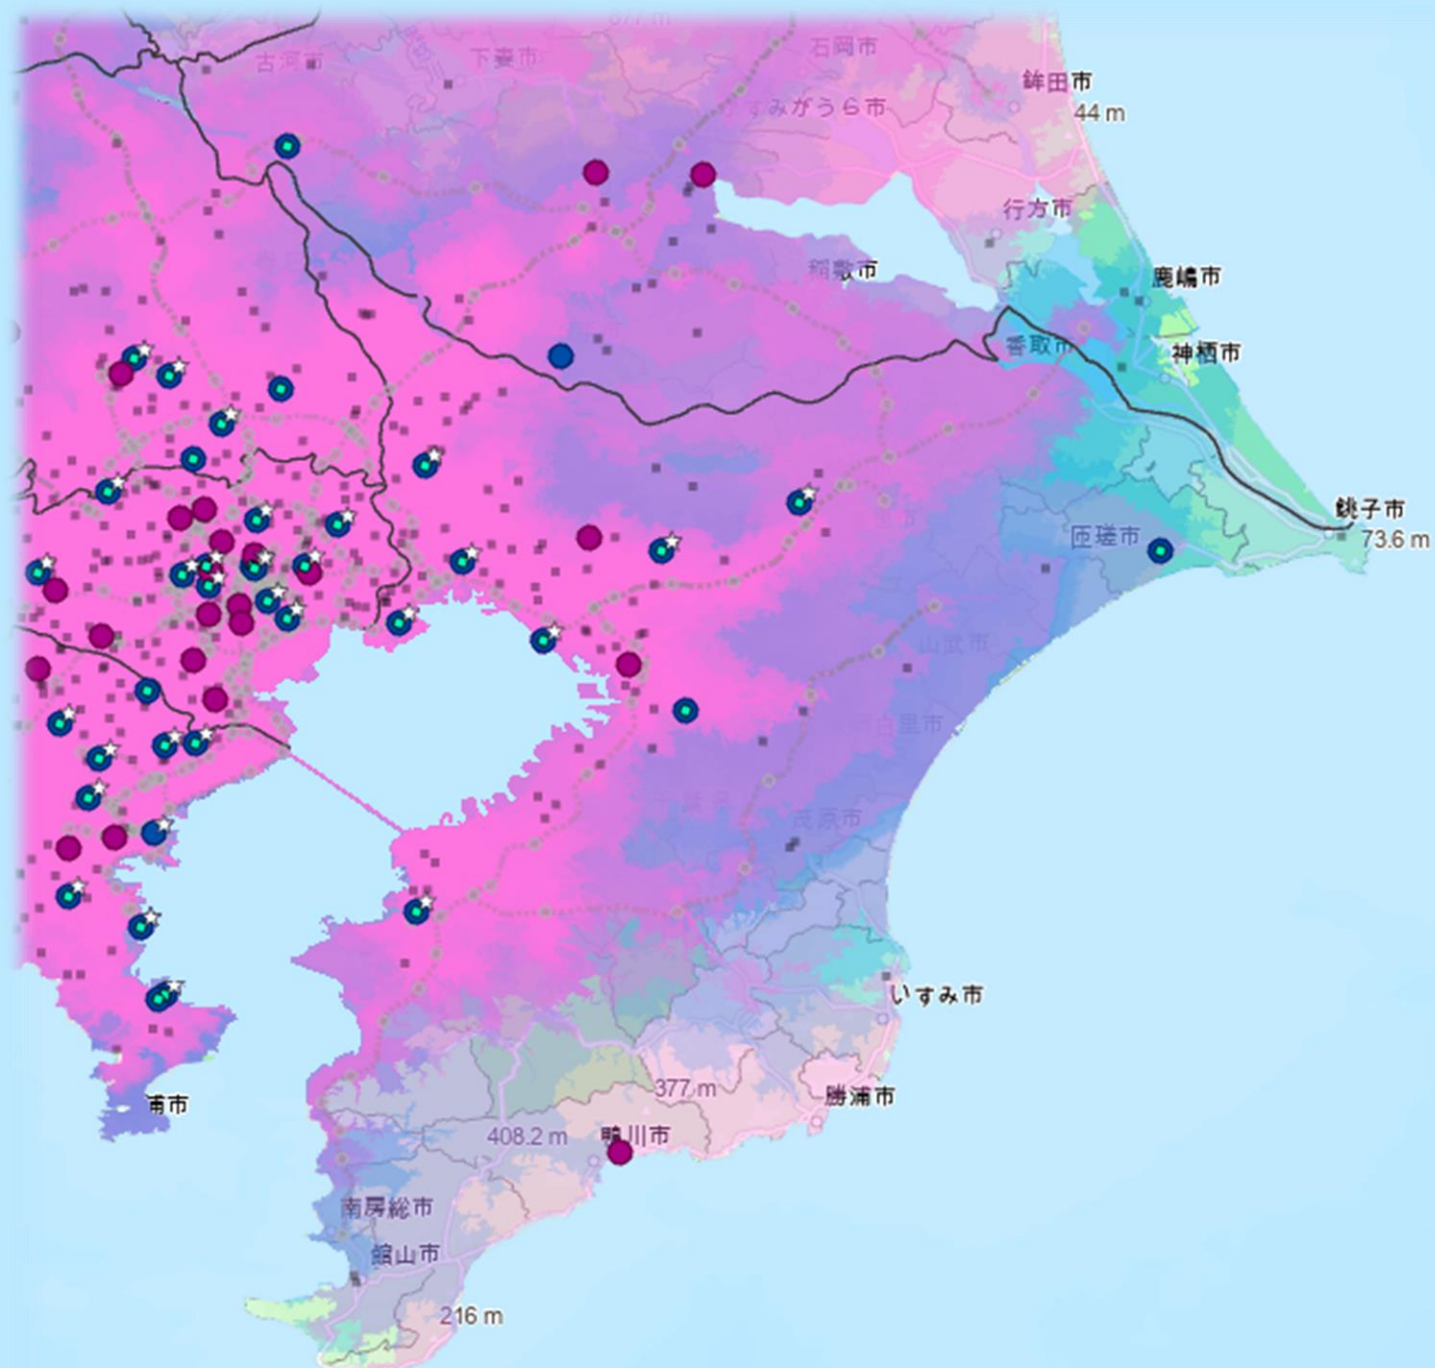 677 m
古河市
下妻市
石岡市
鉾田市
44 m
すみがうら市
行方市
稲敷市
鹿嶋市
香取市
神栖市
銚子市
73.6 m
匝瑳市
山武市
白里市
茂原市
いすみ市
377 m
勝浦市
408.2 m
鴨川市
浦市
南房総市
館山市
216 m